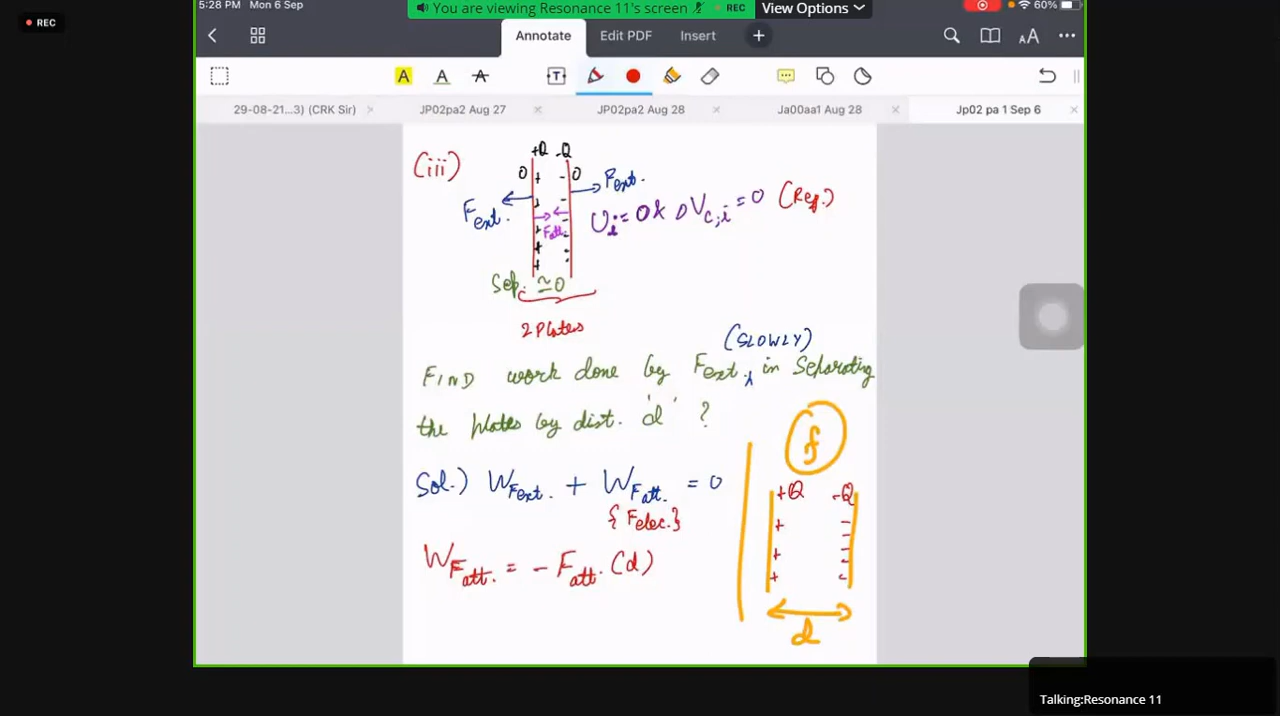 5:28 PM Mon 6 Sep
You are viewing Resonance 11's screen
REC
View Options
60%
REC
Annotate
Edit PDF
Insert
AA
A
A
A
T
29-08-21...3) (CRK Sir)
JP02pa2 Aug 27
JP02pa2 Aug 28
Ja00aa1 Aug 28
Jp02 pa 1 Sep 6
(iii)
+Q -Q
0 0
Fext.
Fext.
Fatt.
Ui = 0 & ΔVc,i = 0 (Ref.)
Sep. ≃ 0
2 Plates
(SLOWLY)
FIND work done by Fext. in Separating
the plates by dist. 'd' ?
f
Sol.) WFext. + WFatt. = 0
{Felec.}
+Q -Q
WFatt. = - Fatt. (d)
d
Talking:Resonance 11